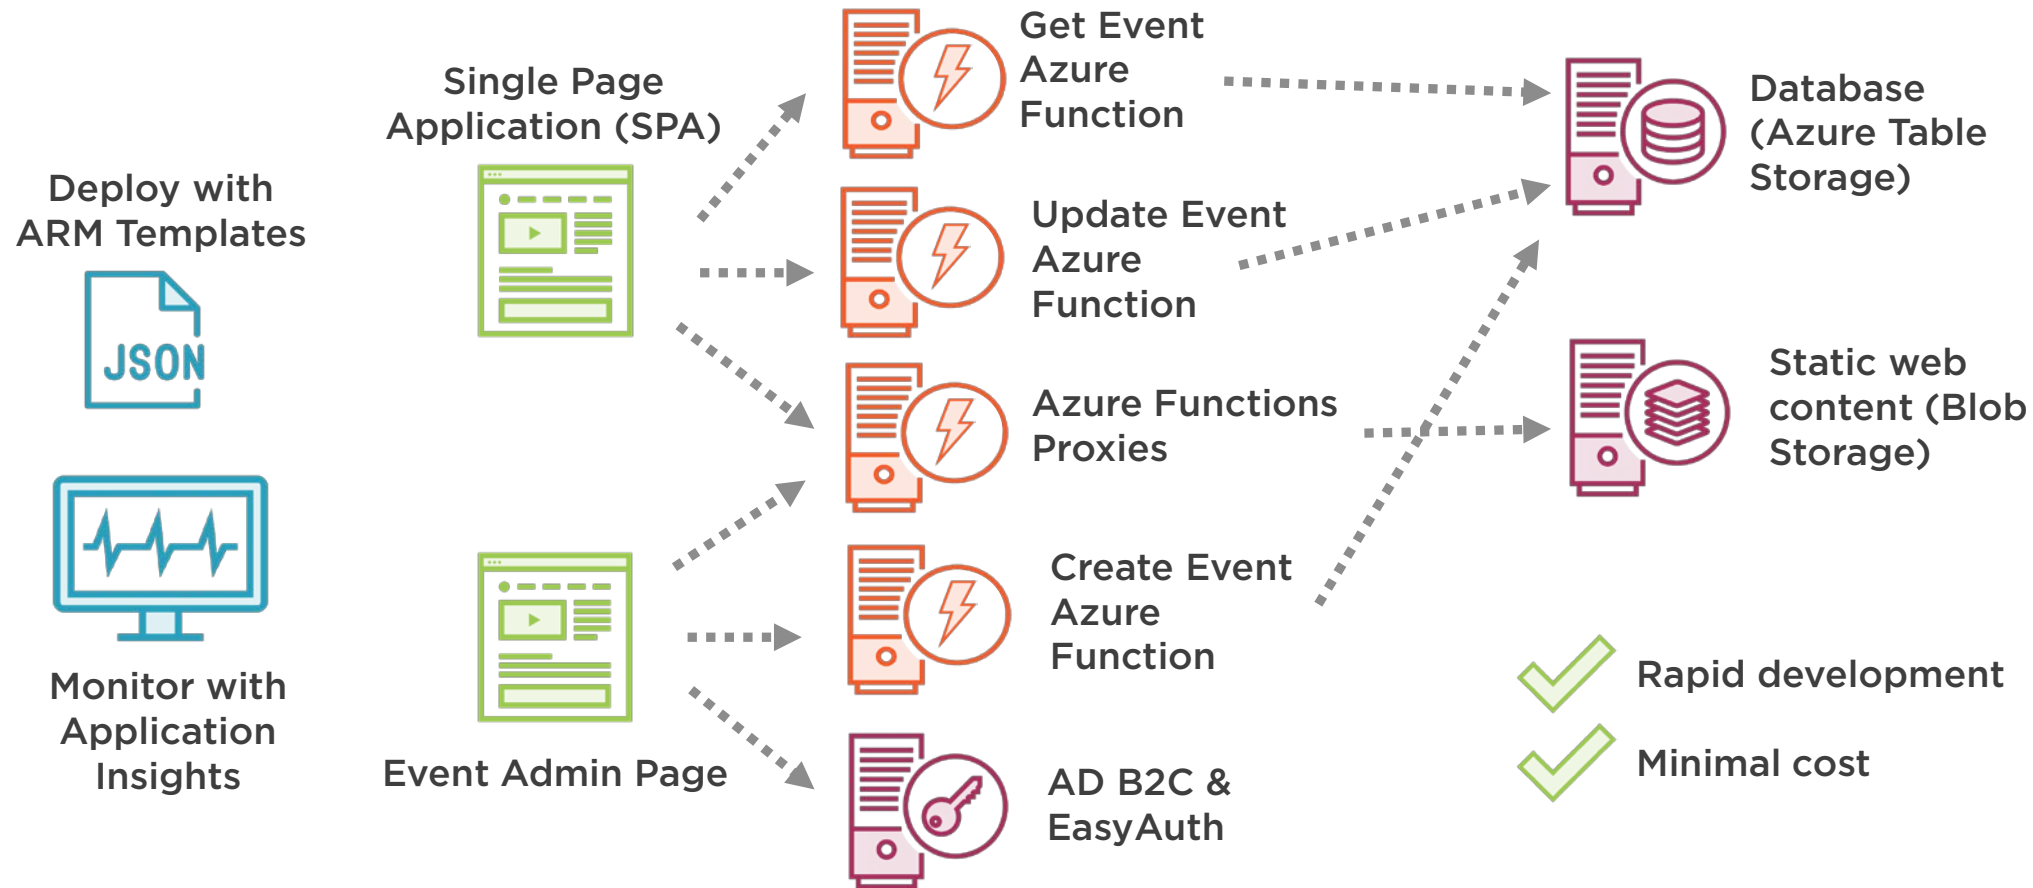 Deploy with
ARM Templates
JSON
Monitor with
Application
Insights
Single Page
Application (SPA)
Event Admin Page
Get Event
Azure
Function
Update Event
Azure
Function
Azure Functions
Proxies
Create Event
Azure
Function
AD B2C &
EasyAuth
Database
(Azure Table
Storage)
Static web
content (Blob
Storage)
Rapid development
Minimal cost